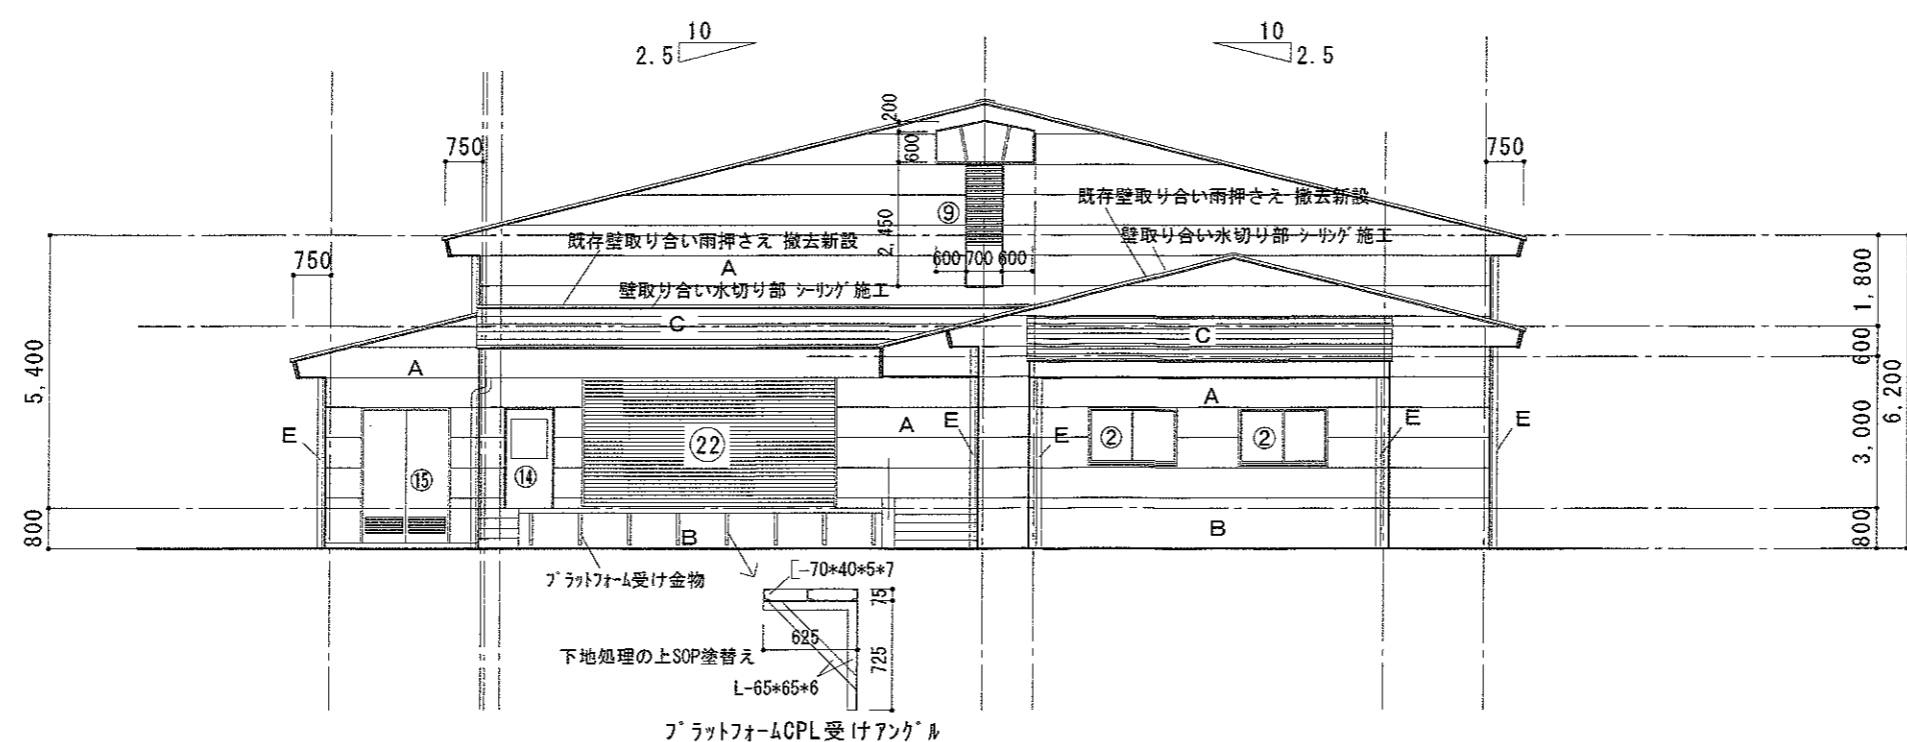 10
2.5
10
2.5
200
600
750
750
2,450
⑨
既存壁取り合い雨押さえ 撤去新設
壁取り合い水切り部 シーリング施工
既存壁取り合い雨押さえ 撤去新設
600 700 600
A
壁取り合い水切り部 シーリング施工
750
C
C
1,800
600
6,200
3,000
800
5,400
800
A
A
A
E
E
E
E
E
②
②
㉒
⑭
⑮
B
B
プラットフォーム受け金物
[-70*40*5*7
75
625
725
下地処理の上SOP塗替え
L-65*65*6
プラットフォームCPL受けアングル